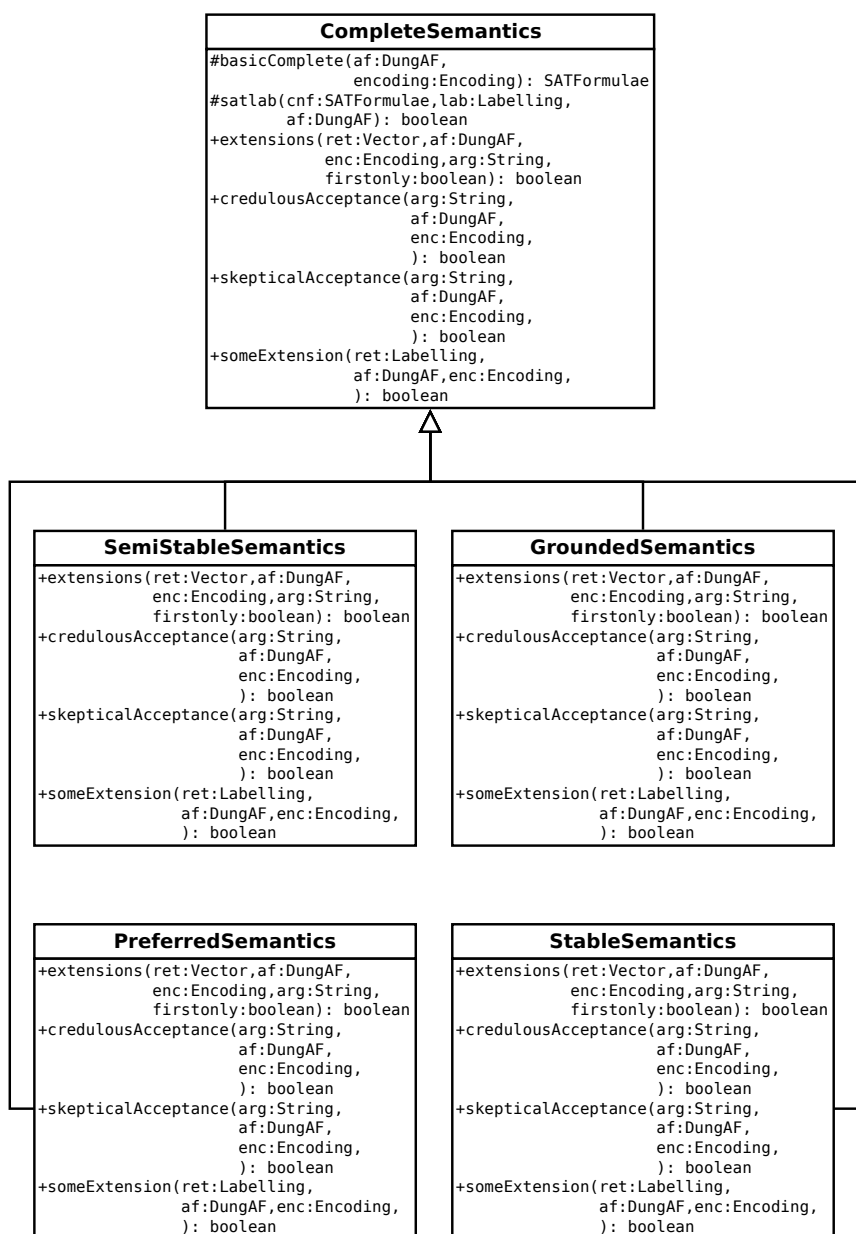 CompleteSemantics
#basicComplete(af:DungAF,
encoding:Encoding): SATFormulae
#satlab(cnf:SATFormulae,lab:Labelling,
af:DungAF): boolean
+extensions(ret:Vector,af:DungAF,
enc:Encoding,arg:String,
firstonly:boolean): boolean
+credulousAcceptance(arg:String,
af:DungAF,
enc:Encoding,
): boolean
+skepticalAcceptance(arg:String,
af:DungAF,
enc:Encoding,
): boolean
+someExtension(ret:Labelling,
af:DungAF,enc:Encoding,
): boolean
SemiStableSemantics
+extensions(ret:Vector,af:DungAF,
enc:Encoding,arg:String,
firstonly:boolean): boolean
+credulousAcceptance(arg:String,
af:DungAF,
enc:Encoding,
): boolean
+skepticalAcceptance(arg:String,
af:DungAF,
enc:Encoding,
): boolean
+someExtension(ret:Labelling,
af:DungAF,enc:Encoding,
): boolean
GroundedSemantics
+extensions(ret:Vector,af:DungAF,
enc:Encoding,arg:String,
firstonly:boolean): boolean
+credulousAcceptance(arg:String,
af:DungAF,
enc:Encoding,
): boolean
+skepticalAcceptance(arg:String,
af:DungAF,
enc:Encoding,
): boolean
+someExtension(ret:Labelling,
af:DungAF,enc:Encoding,
): boolean
PreferredSemantics
+extensions(ret:Vector,af:DungAF,
enc:Encoding,arg:String,
firstonly:boolean): boolean
+credulousAcceptance(arg:String,
af:DungAF,
enc:Encoding,
): boolean
+skepticalAcceptance(arg:String,
af:DungAF,
enc:Encoding,
): boolean
+someExtension(ret:Labelling,
af:DungAF,enc:Encoding,
): boolean
StableSemantics
+extensions(ret:Vector,af:DungAF,
enc:Encoding,arg:String,
firstonly:boolean): boolean
+credulousAcceptance(arg:String,
af:DungAF,
enc:Encoding,
): boolean
+skepticalAcceptance(arg:String,
af:DungAF,
enc:Encoding,
): boolean
+someExtension(ret:Labelling,
af:DungAF,enc:Encoding,
): boolean